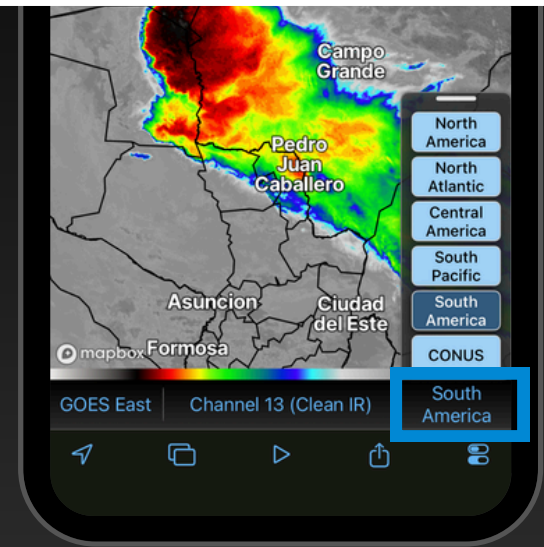 Campo
Grande
Pedro
Juan
Caballero
Asuncion
Ciudad
del Este
Formosa
mapbox
North
America
North
Atlantic
Central
America
South
Pacific
South
America
CONUS
GOES East
Channel 13 (Clean IR)
South
America